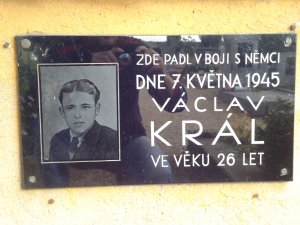 ZDE PADL V BOJI S NĚMCI
DNE 7. KVĚTNA 1945
VÁCLAV
KRÁL
VE VĚKU 26 LET